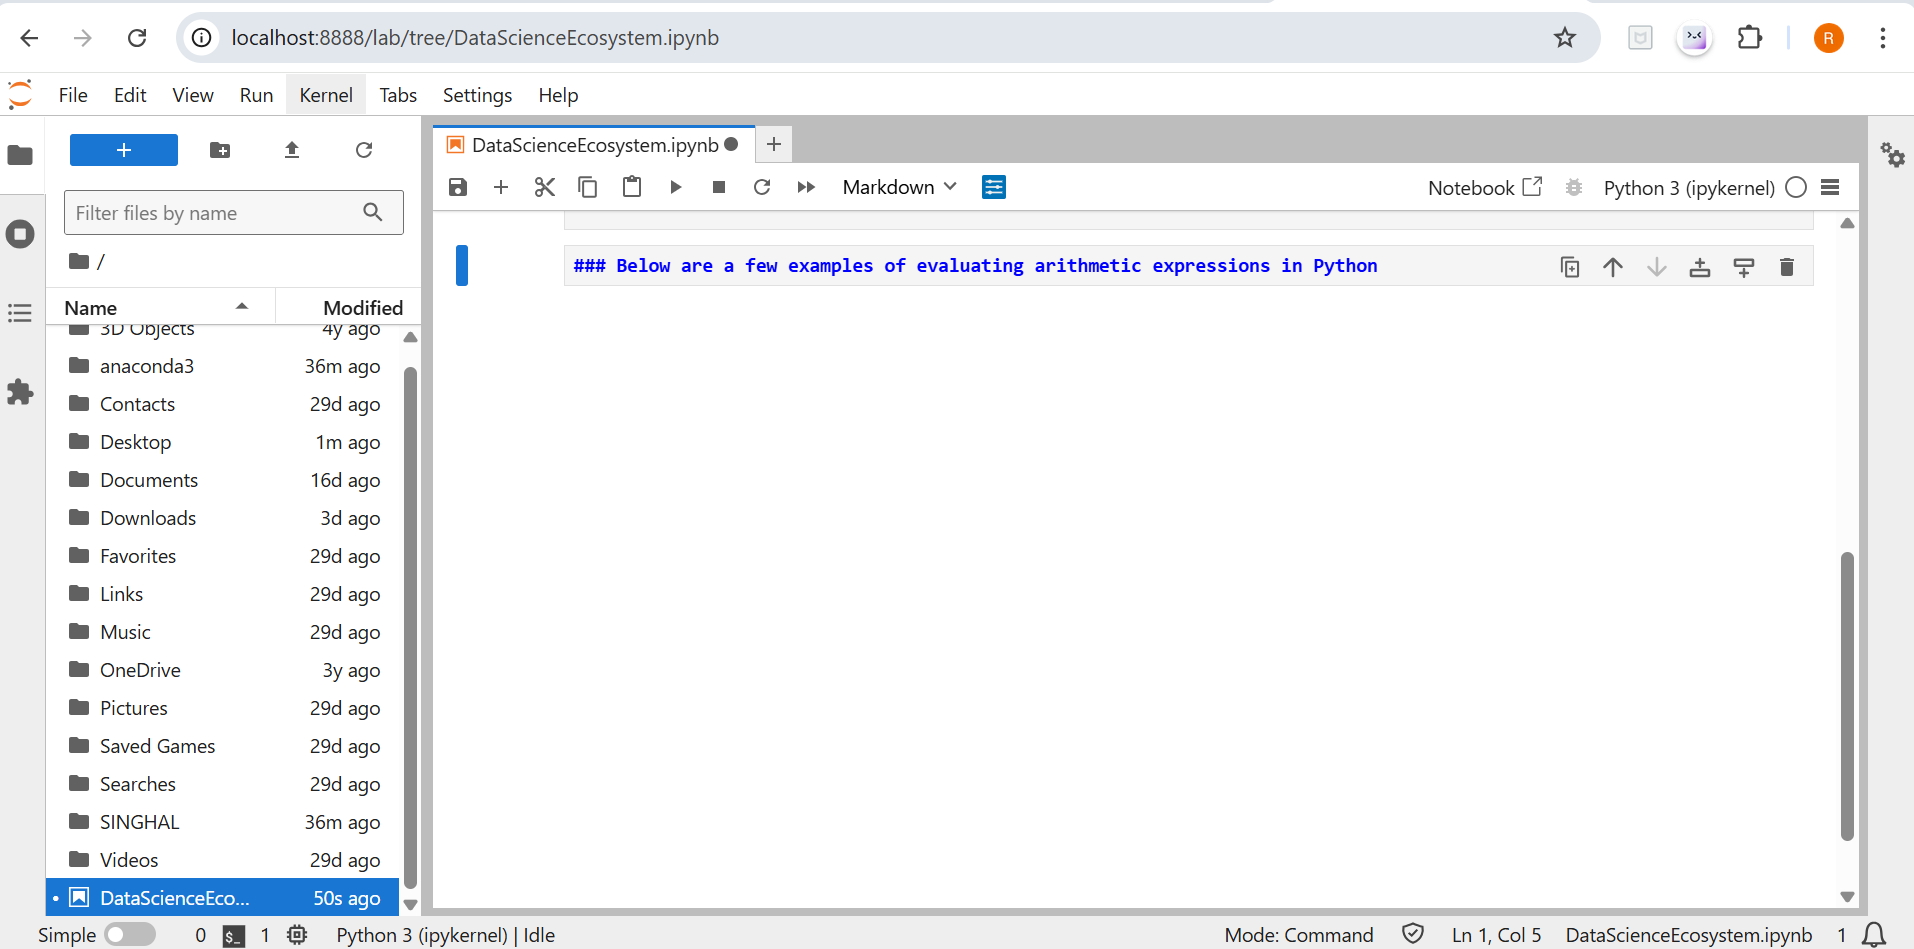 localhost:8888/lab/tree/DataScienceEcosystem.ipynb
R
File Edit View Run Kernel Tabs Settings Help
DataScienceEcosystem.ipynb
Filter files by name
Markdown
Notebook
Python 3 (ipykernel)
/
### Below are a few examples of evaluating arithmetic expressions in Python
Name Modified
3D Objects 4y ago
anaconda3 36m ago
Contacts 29d ago
Desktop 1m ago
Documents 16d ago
Downloads 3d ago
Favorites 29d ago
Links 29d ago
Music 29d ago
OneDrive 3y ago
Pictures 29d ago
Saved Games 29d ago
Searches 29d ago
SINGHAL 36m ago
Videos 29d ago
DataScienceEco... 50s ago
Simple 0 $_ 1 Python 3 (ipykernel) | Idle Mode: Command Ln 1, Col 5 DataScienceEcosystem.ipynb 1